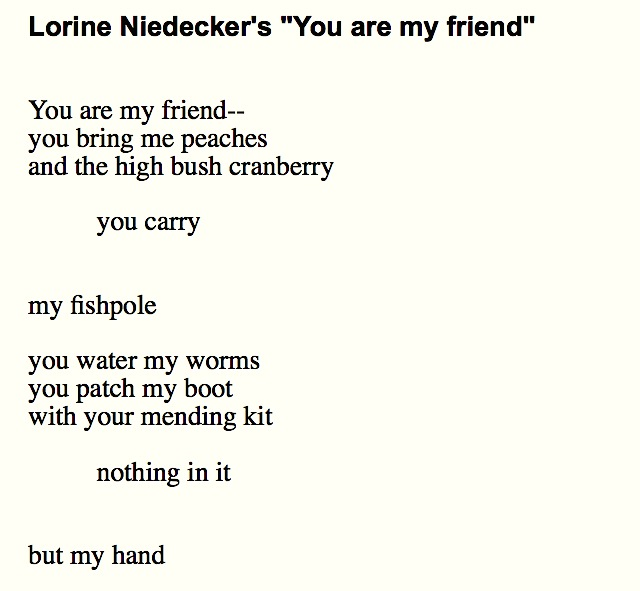 Lorine Niedecker's "You are my friend"
You are my friend--
you bring me peaches
and the high bush cranberry
you carry
my fishpole
you water my worms
you patch my boot
with your mending kit
nothing in it
but my hand